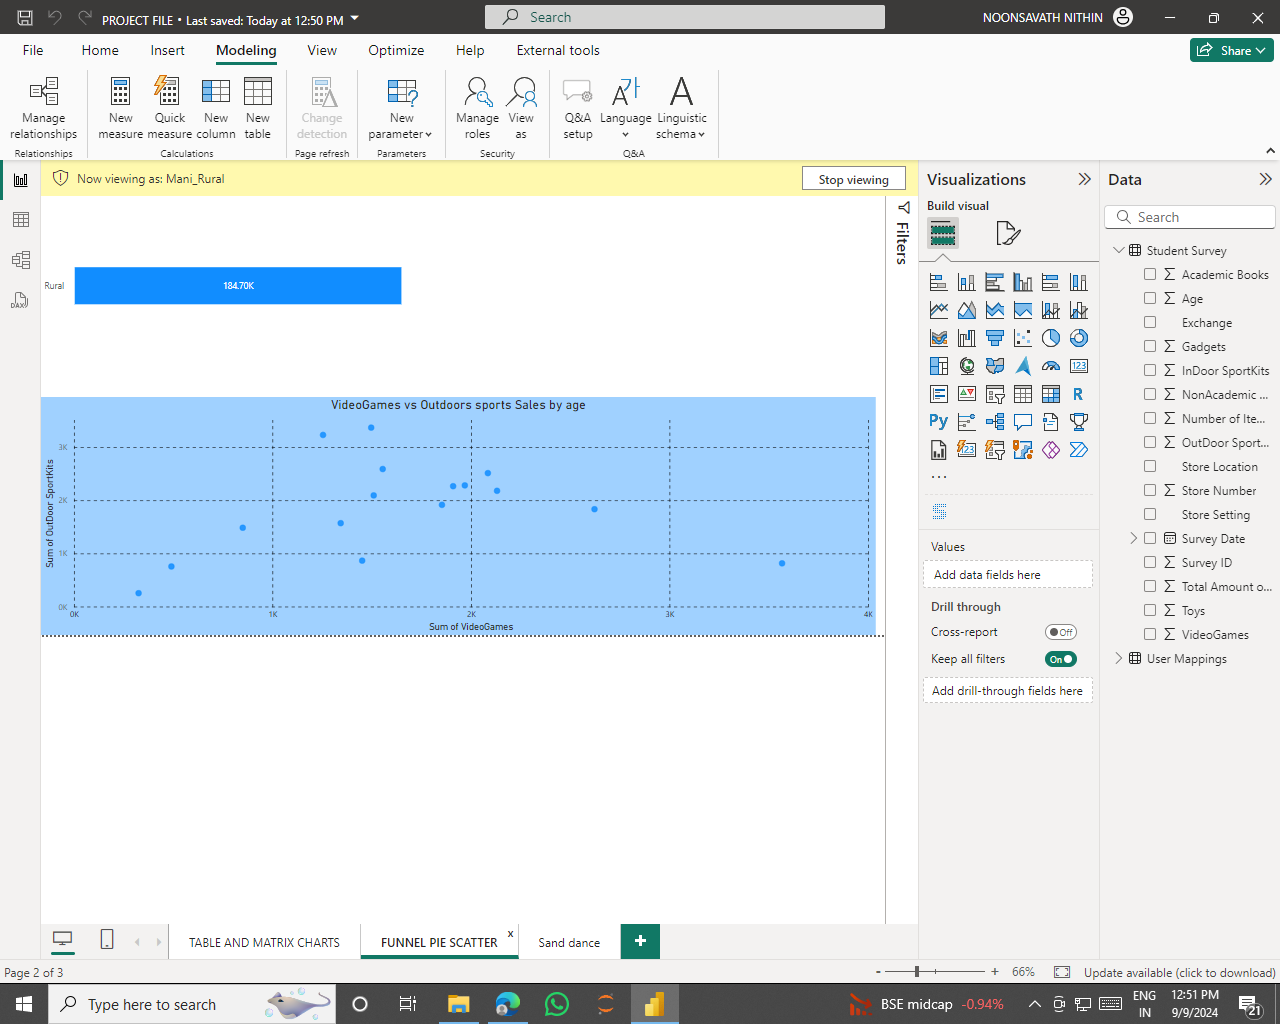 PROJECT FILE • Last saved: Today at 12:50 PM
Search
NOONSAVATH NITHIN
File
Home
Insert
Modeling
View
Optimize
Help
External tools
Share
Manage relationships
New measure
Quick measure
New column
New table
Change detection
New parameter
Manage roles
View as
Q&A setup
Language
Linguistic schema
Relationships
Calculations
Page refresh
Parameters
Security
Q&A
Now viewing as: Mani_Rural
Stop viewing
Filters
Rural
184.70K
VideoGames vs Outdoors sports Sales by age
Sum of OutDoor SportKits
3K
2K
1K
0K
0K
1K
2K
3K
4K
Sum of VideoGames
Visualizations
Build visual
123
R
Py
123
Values
Add data fields here
Drill through
Cross-report
Off
Keep all filters
On
Add drill-through fields here
Data
Search
Student Survey
Academic Books
Age
Exchange
Gadgets
InDoor SportKits
NonAcademic ...
Number of Ite...
OutDoor Sport...
Store Location
Store Number
Store Setting
Survey Date
Survey ID
Total Amount o...
Toys
VideoGames
User Mappings
DAX
TABLE AND MATRIX CHARTS
FUNNEL PIE SCATTER
x
Sand dance
+
Page 2 of 3
- + 66%
Update available (click to download)
Type here to search
BSE midcap -0.94%
ENG
IN
12:51 PM
9/9/2024
21